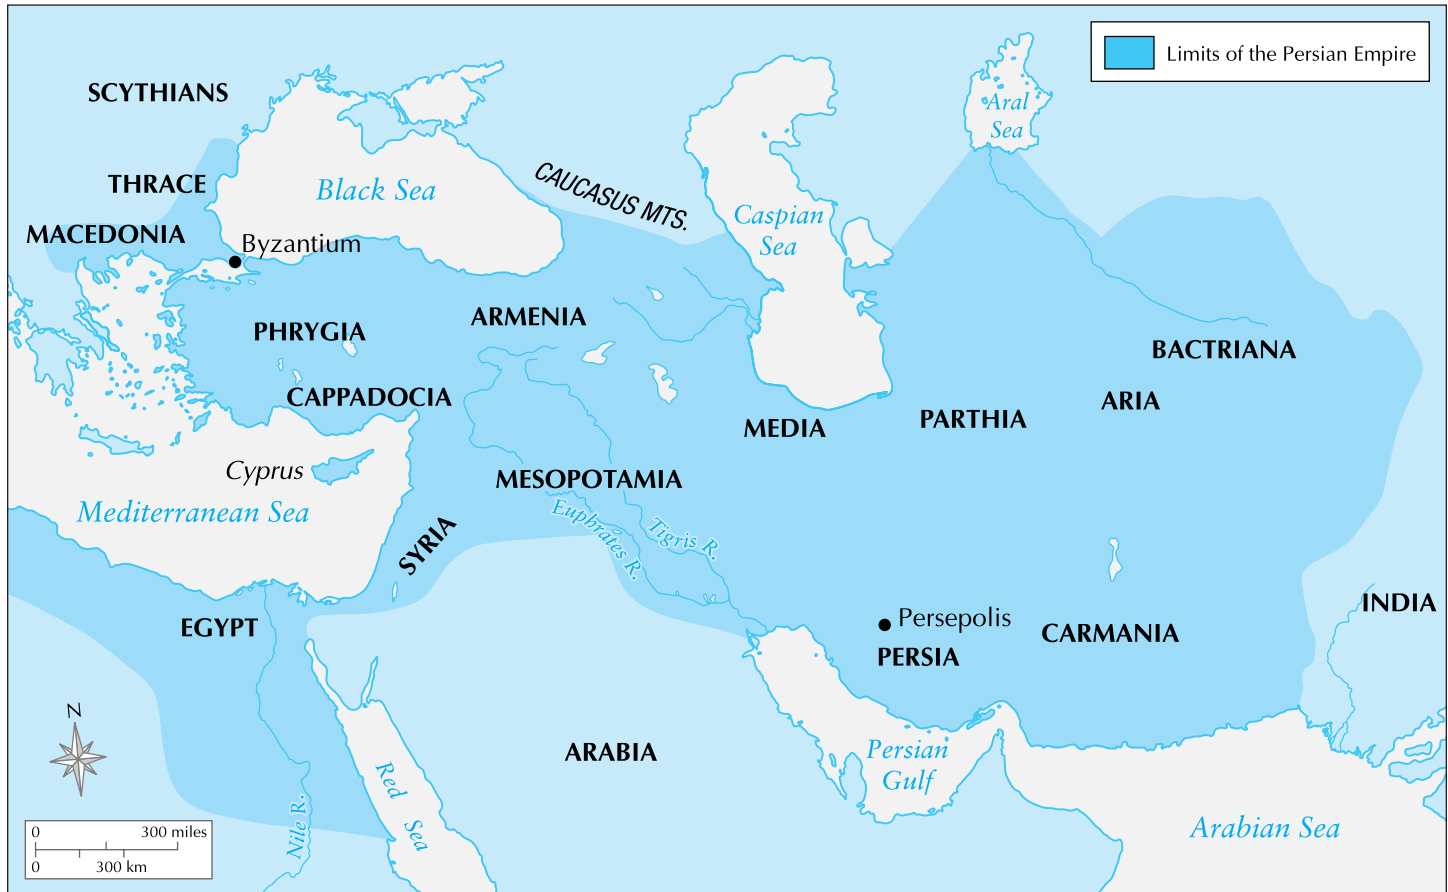 Limits of the Persian Empire
SCYTHIANS
Aral
Sea
THRACE
Black Sea
CAUCASUS MTS.
Caspian
Sea
MACEDONIA
Byzantium
PHRYGIA
ARMENIA
BACTRIANA
CAPPADOCIA
ARIA
MEDIA
PARTHIA
Cyprus
MESOPOTAMIA
Mediterranean Sea
SYRIA
Euphrates R.
Tigris R.
EGYPT
Persepolis
PERSIA
CARMANIA
INDIA
N
ARABIA
Red Sea
Persian
Gulf
Nile R.
Arabian Sea
0 300 miles
0 300 km